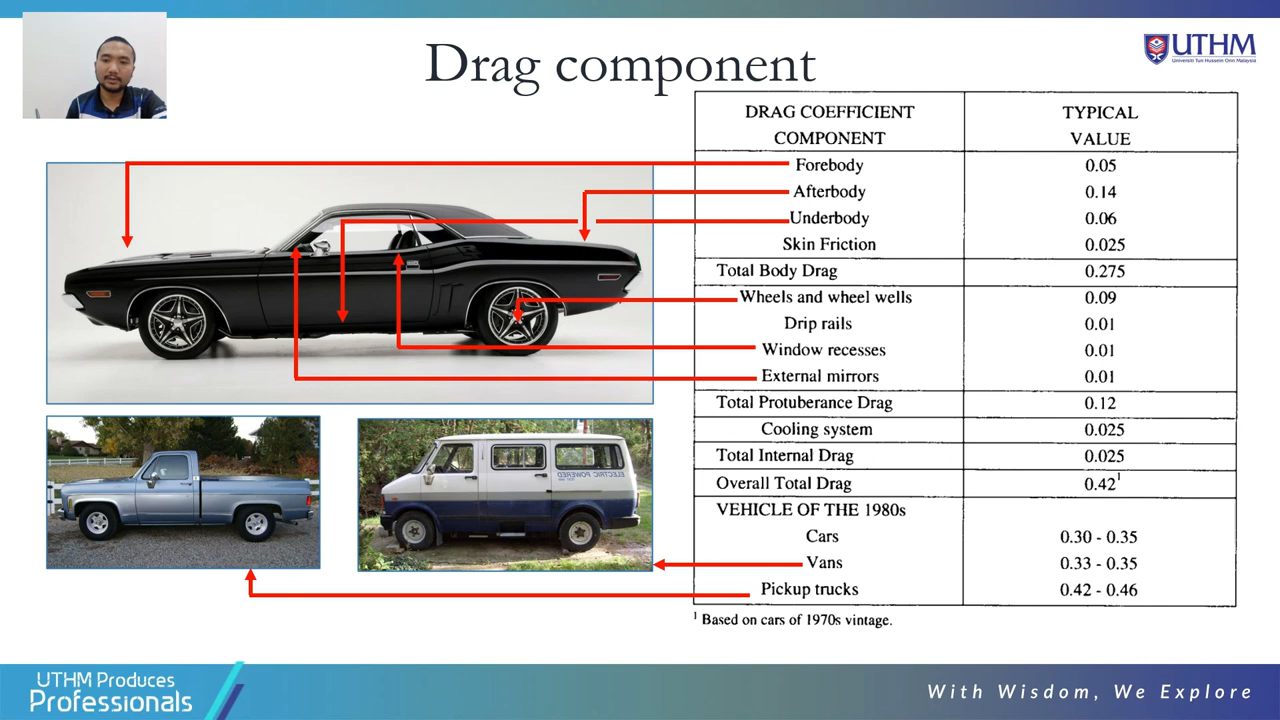 Drag component
UTHM
Universiti Tun Hussein Onn Malaysia
DRAG COEFFICIENT COMPONENT TYPICAL VALUE
Forebody 0.05
Afterbody 0.14
Underbody 0.06
Skin Friction 0.025
Total Body Drag 0.275
Wheels and wheel wells 0.09
Drip rails 0.01
Window recesses 0.01
External mirrors 0.01
Total Protuberance Drag 0.12
Cooling system 0.025
Total Internal Drag 0.025
Overall Total Drag 0.42¹
VEHICLE OF THE 1980s
Cars 0.30 - 0.35
Vans 0.33 - 0.35
Pickup trucks 0.42 - 0.46
¹ Based on cars of 1970s vintage.
ELECTRIC POWERED
UTHM Produces
Professionals
With Wisdom, We Explore